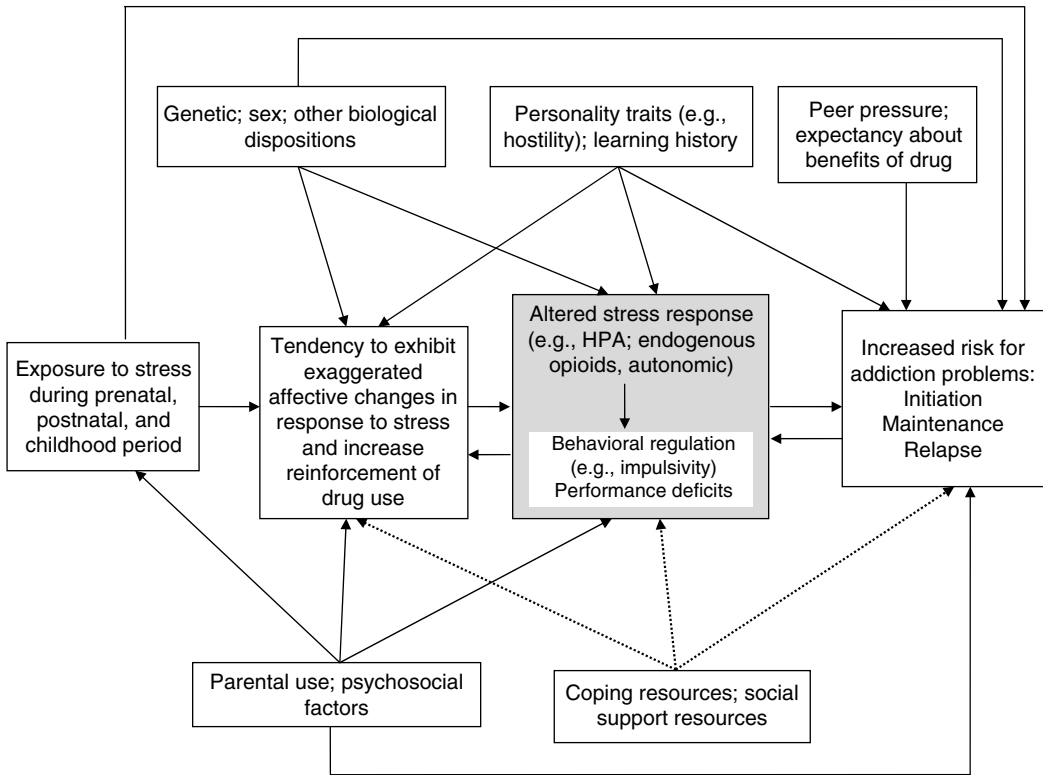 Genetic; sex; other biological
dispositions
Personality traits (e.g.,
hostility); learning history
Peer pressure;
expectancy about
benefits of drug
Exposure to stress
during prenatal,
postnatal, and
childhood period
Tendency to exhibit
exaggerated
affective changes in
response to stress
and increase
reinforcement of
drug use
Altered stress response
(e.g., HPA; endogenous
opioids, autonomic)
Behavioral regulation
(e.g., impulsivity)
Performance deficits
Increased risk for
addiction problems:
Initiation
Maintenance
Relapse
Parental use; psychosocial
factors
Coping resources; social
support resources